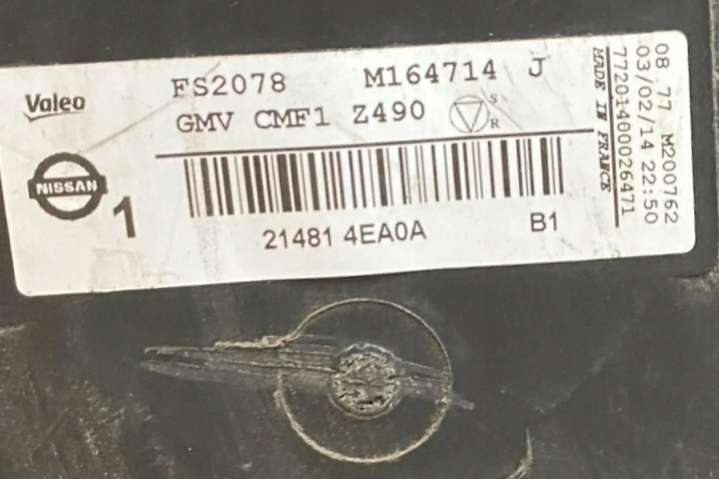 Valeo
FS2078 M164714 J
GMV CMF1 Z490
S
R
NISSAN
1
21481 4EA0A B1
MADE IN FRANCE
77201400026471
03/02/14 22:50
08.77 M200762